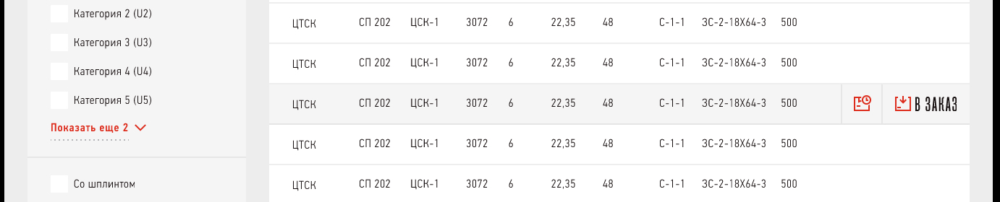 Категория 2 (U2)
Категория 3 (U3)
Категория 4 (U4)
Категория 5 (U5)
Показать еще 2
Со шплинтом
ЦТСК СП 202 ЦСК-1 3072 6 22,35 48 С-1-1 ЗС-2-18Х64-3 500
ЦТСК СП 202 ЦСК-1 3072 6 22,35 48 С-1-1 ЗС-2-18Х64-3 500
ЦТСК СП 202 ЦСК-1 3072 6 22,35 48 С-1-1 ЗС-2-18Х64-3 500 В ЗАКАЗ
ЦТСК СП 202 ЦСК-1 3072 6 22,35 48 С-1-1 ЗС-2-18Х64-3 500
ЦТСК СП 202 ЦСК-1 3072 6 22,35 48 С-1-1 ЗС-2-18Х64-3 500